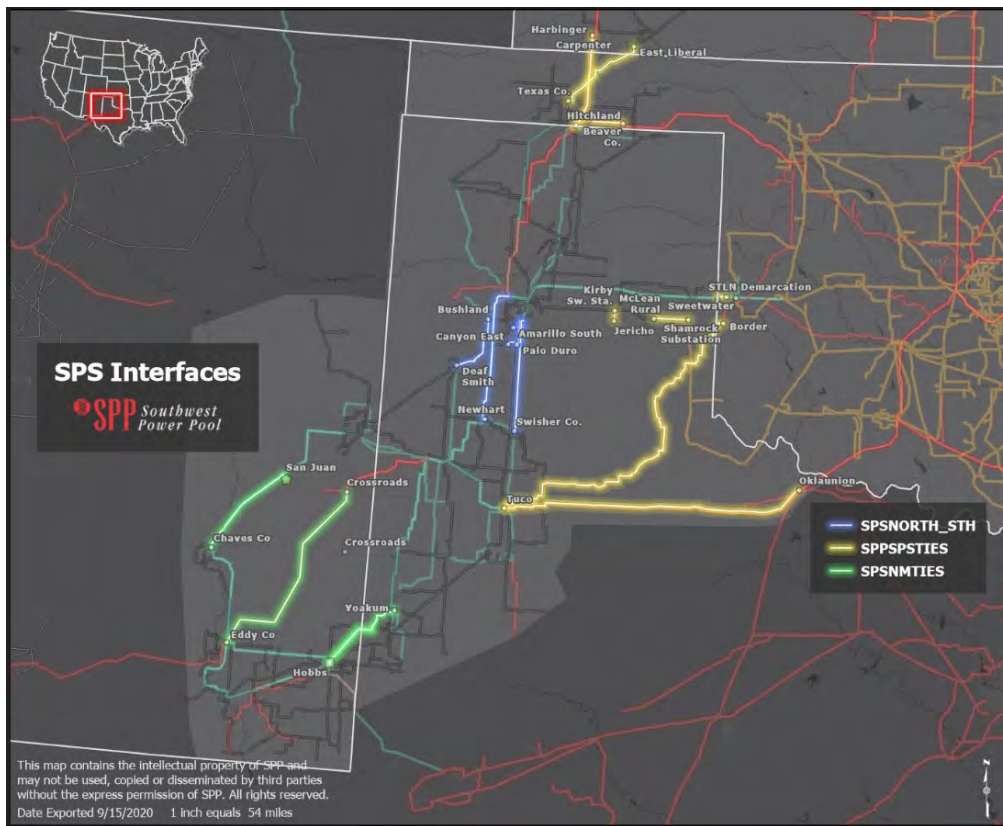 Harbinger
Carpenter
East Liberal
Texas Co.
Hitchland
Beaver
Co.
Kirby
Sw. Sta.
McLean
Rural
STLN Demarcation
Sweetwater
Bushland
Jericho
Shamrock
Substation
Border
Canyon East
Amarillo South
Palo Duro
SPS Interfaces
SPP Southwest
Power Pool
Deaf
Smith
Newhart
Swisher Co.
San Juan
Crossroads
Tuco
Oklaunion
Chaves Co
Crossroads
SPSNORTH_STH
SPPSPSTIES
SPSNMTIES
Yoakum
Eddy Co
Hobbs
This map contains the intellectual property of SPP and
may not be used, copied or disseminated by third parties
without the express permission of SPP. All rights reserved.
Date Exported 9/15/2020 1 inch equals 54 miles
N